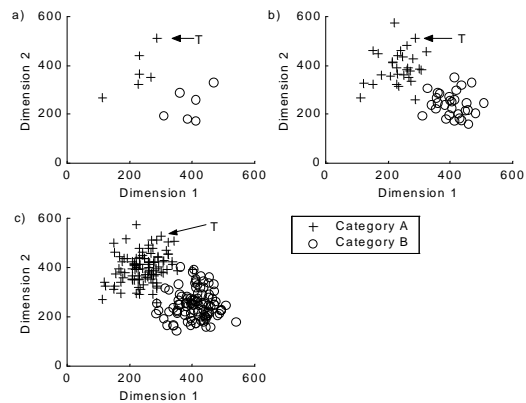 a)
600
400
200
0
Dimension 2
T
0 200 400 600
Dimension 1
b)
600
400
200
0
Dimension 2
T
0 200 400 600
Dimension 1
c)
600
400
200
0
Dimension 2
T
0 200 400 600
Dimension 1
Category A
Category B